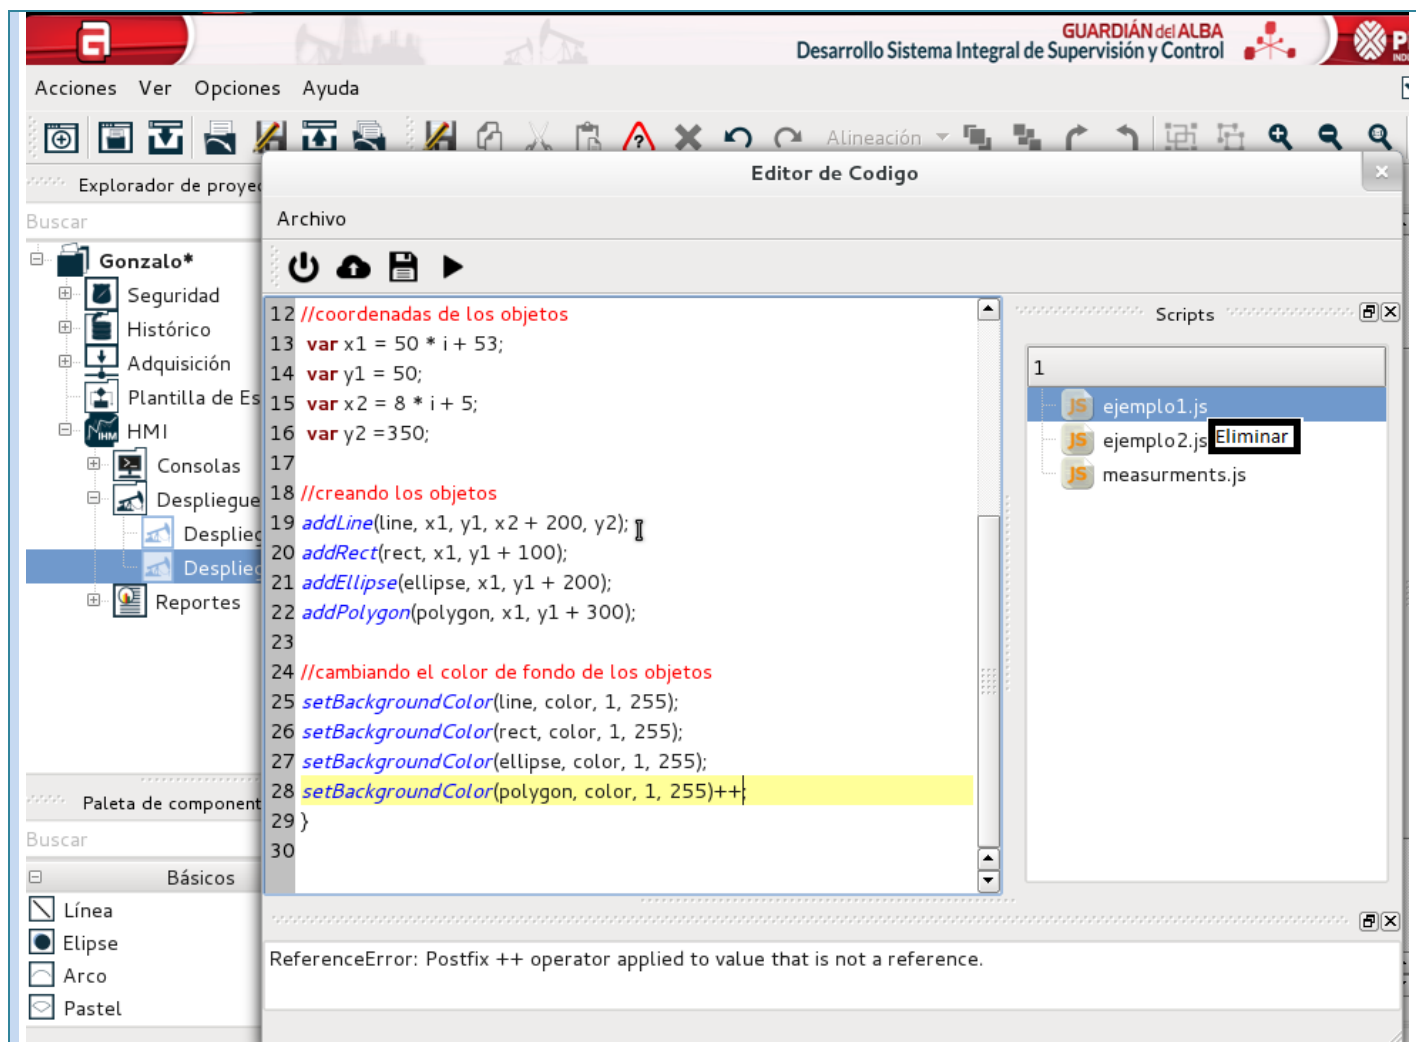 GUARDIÁN del ALBA
Desarrollo Sistema Integral de Supervisión y Control
Acciones Ver Opciones Ayuda
Alineación
Explorador de proyec
Buscar
Gonzalo*
Seguridad
Histórico
Adquisición
Plantilla de Es
HMI
Consolas
Despliegue
Desplieg
Desplieg
Reportes
Paleta de component
Buscar
Básicos
Línea
Elipse
Arco
Pastel
Editor de Codigo
Archivo
12 //coordenadas de los objetos
13 var x1 = 50 * i + 53;
14 var y1 = 50;
15 var x2 = 8 * i + 5;
16 var y2 =350;
17
18 //creando los objetos
19 addLine(line, x1, y1, x2 + 200, y2);
20 addRect(rect, x1, y1 + 100);
21 addEllipse(ellipse, x1, y1 + 200);
22 addPolygon(polygon, x1, y1 + 300);
23
24 //cambiando el color de fondo de los objetos
25 setBackgroundColor(line, color, 1, 255);
26 setBackgroundColor(rect, color, 1, 255);
27 setBackgroundColor(ellipse, color, 1, 255);
28 setBackgroundColor(polygon, color, 1, 255)++;
29 }
30
Scripts
1
JS ejemplo1.js
JS ejemplo2.js
Eliminar
JS measurments.js
ReferenceError: Postfix ++ operator applied to value that is not a reference.